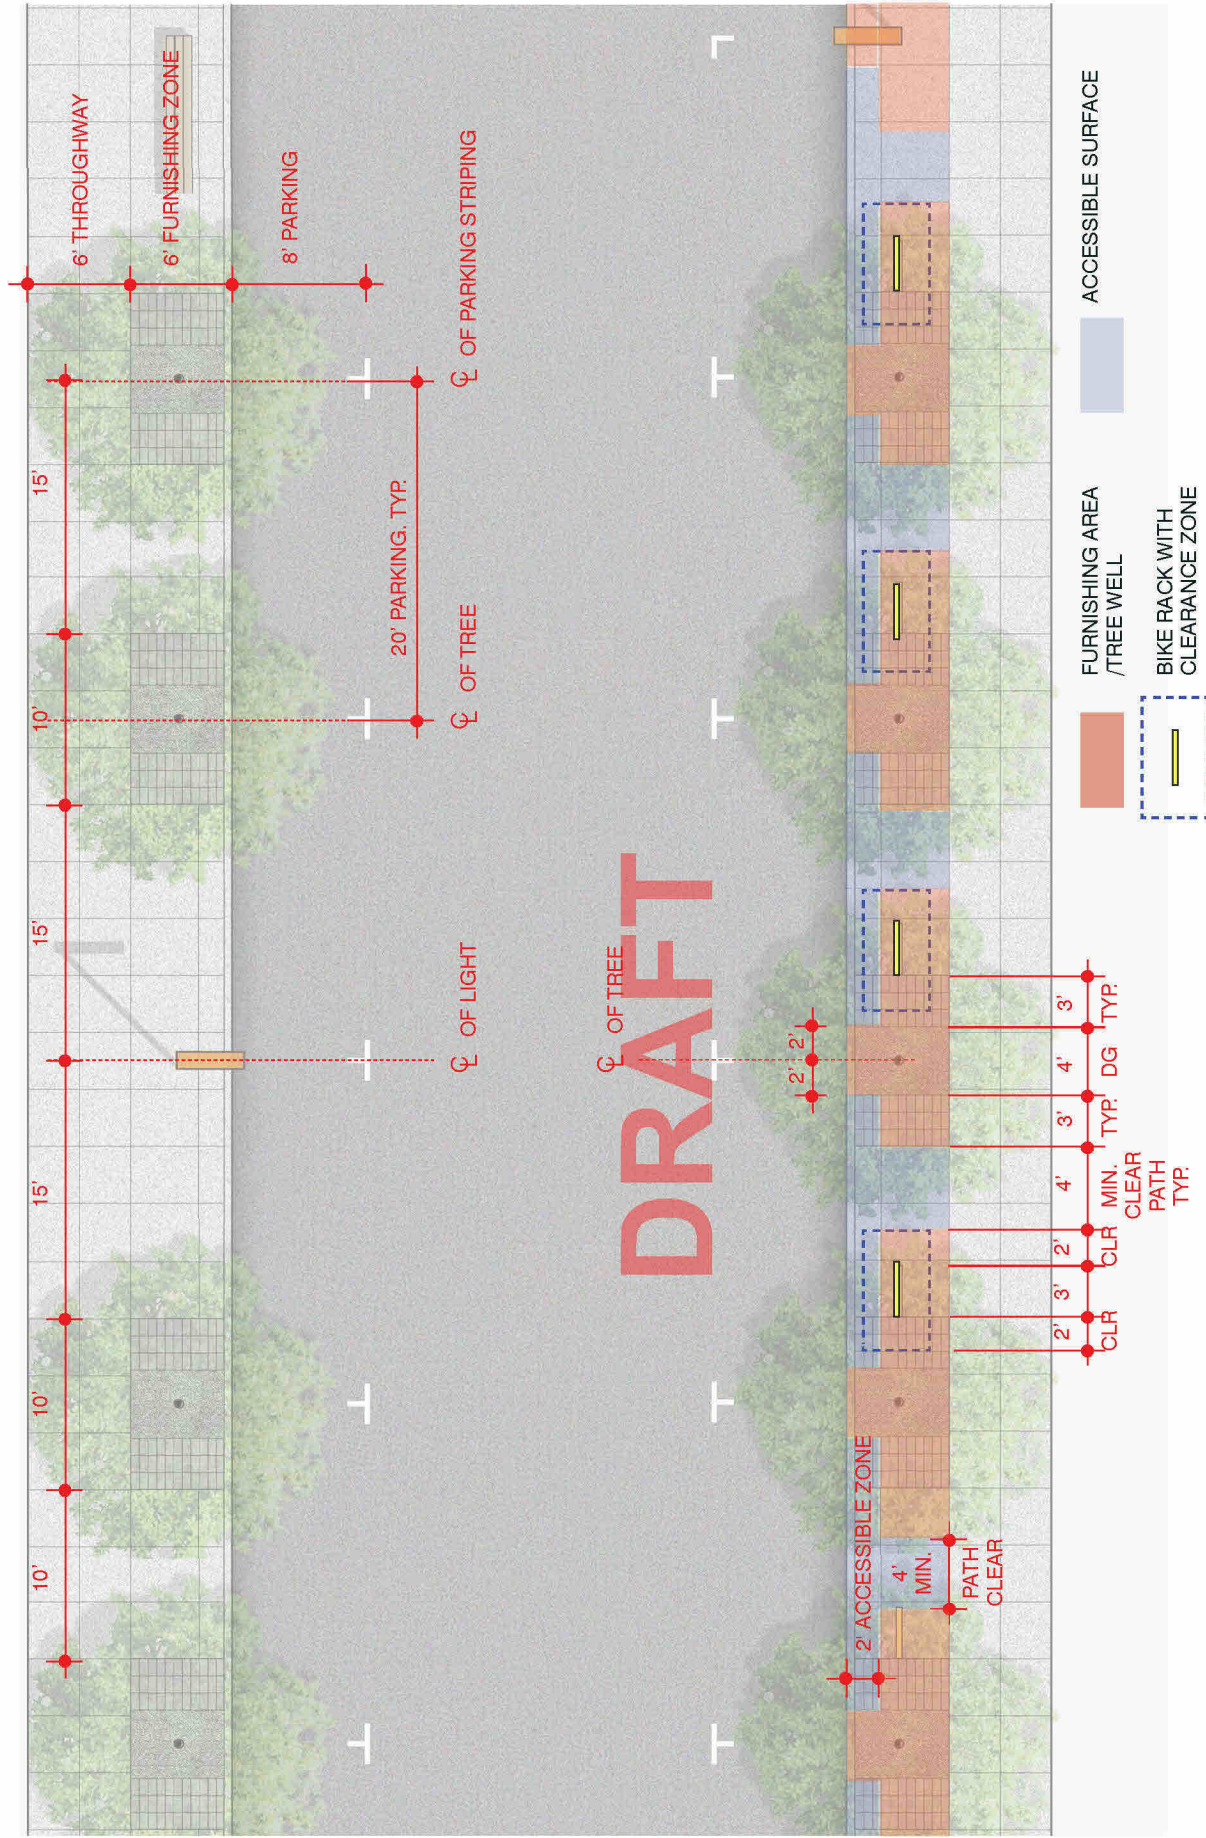 6' THROUGHWAY
6' FURNISHING ZONE
8' PARKING
15'
10'
15'
15'
10'
10'
℄ OF PARKING STRIPING
20' PARKING. TYP.
℄ OF TREE
℄ OF LIGHT
℄ OF TREE
DRAFT
2'
2'
2' ACCESSIBLE ZONE
4'
MIN.
PATH
CLEAR
2'
CLR
3'
2'
CLR
4'
MIN.
CLEAR
PATH
TYP.
3'
TYP.
4'
DG
3'
TYP.
FURNISHING AREA
/TREE WELL
ACCESSIBLE SURFACE
BIKE RACK WITH
CLEARANCE ZONE